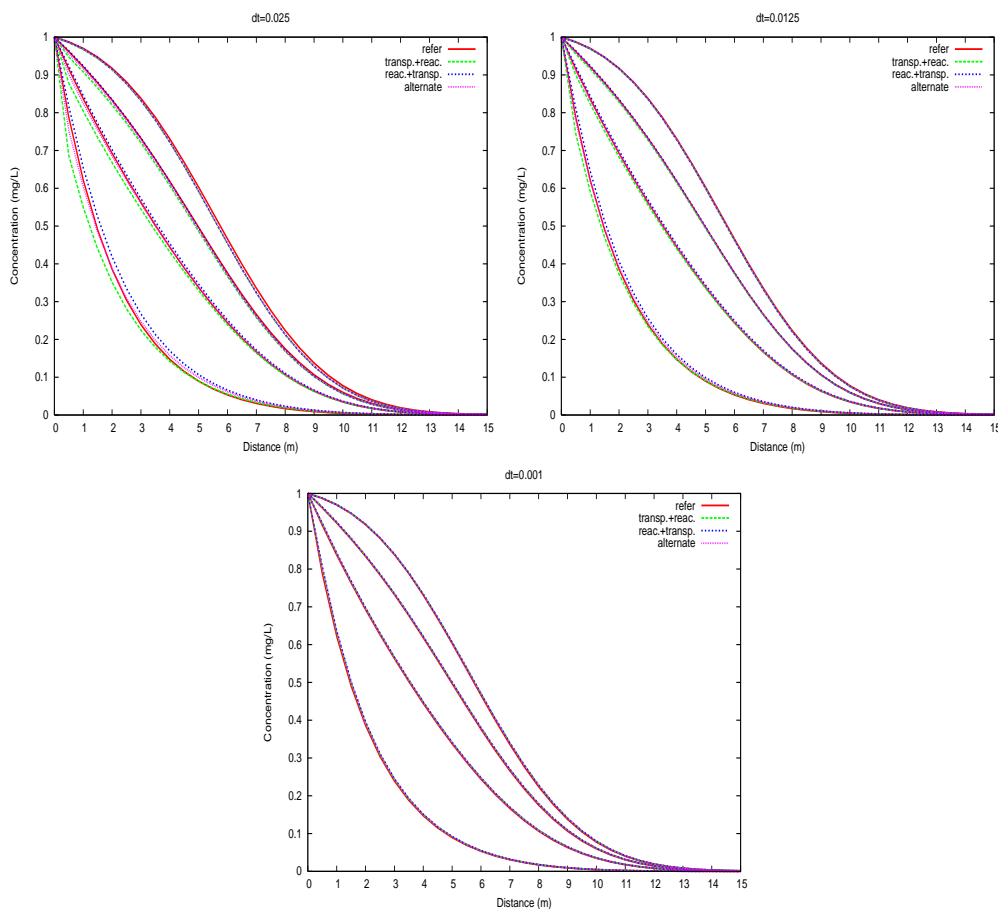 dt=0.025
1
0.9
0.8
0.7
0.6
0.5
0.4
0.3
0.2
0.1
0
Concentration (mg/L)
refer
transp.+reac.
reac.+transp.
alternate
0 1 2 3 4 5 6 7 8 9 10 11 12 13 14 15
Distance (m)
dt=0.0125
1
0.9
0.8
0.7
0.6
0.5
0.4
0.3
0.2
0.1
0
Concentration (mg/L)
refer
transp.+reac.
reac.+transp.
alternate
0 1 2 3 4 5 6 7 8 9 10 11 12 13 14 15
Distance (m)
dt=0.001
1
0.9
0.8
0.7
0.6
0.5
0.4
0.3
0.2
0.1
0
Concentration (mg/L)
refer
transp.+reac.
reac.+transp.
alternate
0 1 2 3 4 5 6 7 8 9 10 11 12 13 14 15
Distance (m)